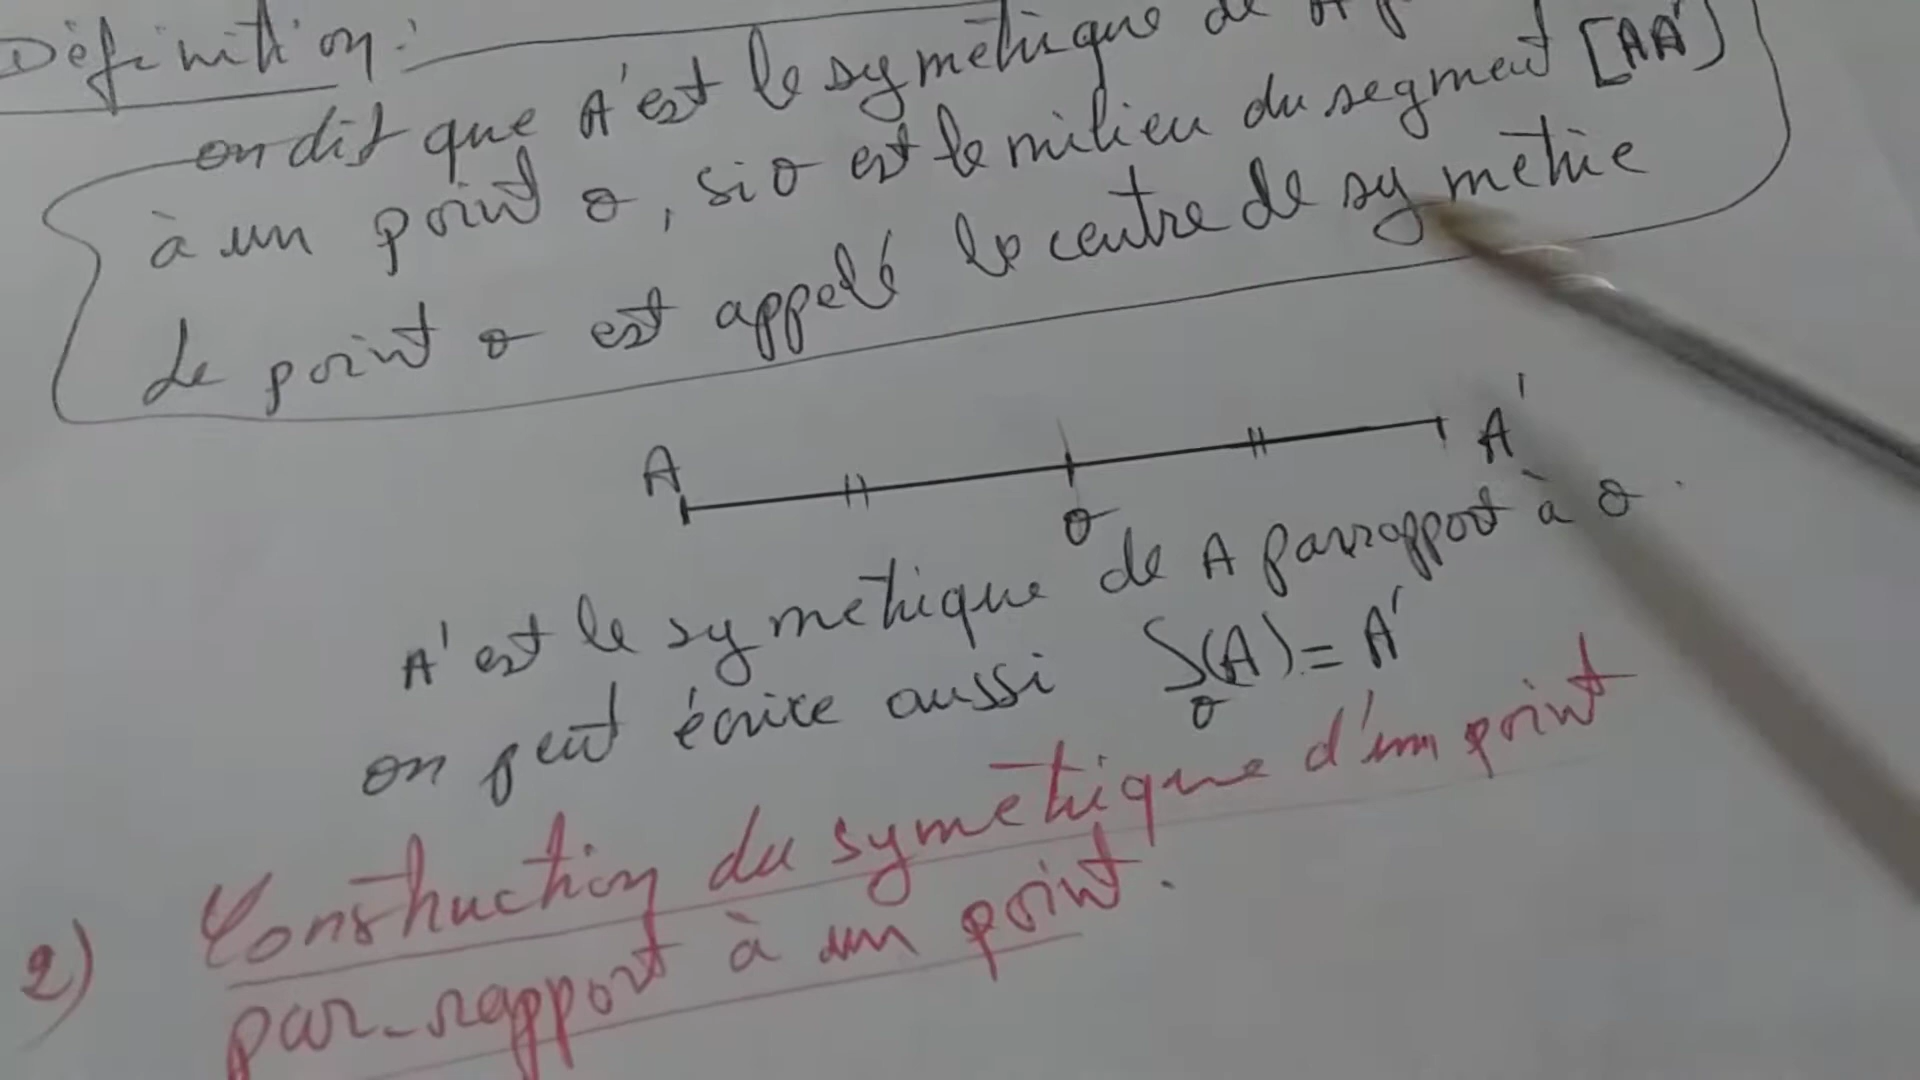 Définition:
on dit que A' est le symétrique de A
à un point O, si O est le milieu du segment [AA']
Le point O est appelé le centre de symétrie
A A'
O
A' est le symétrique de A par rapport à O.
on peut écrire aussi S(A) = A'
O
2) Construction du symétrique d'un point
par-rapport à un point.